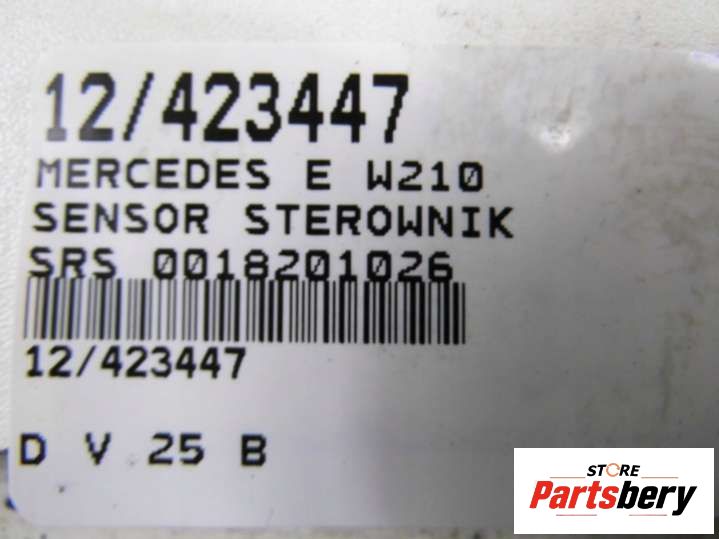 12/423447
MERCEDES E W210
SENSOR STEROWNIK
SRS 0018201026
12/423447
D V 25 B
STORE
Partsbery